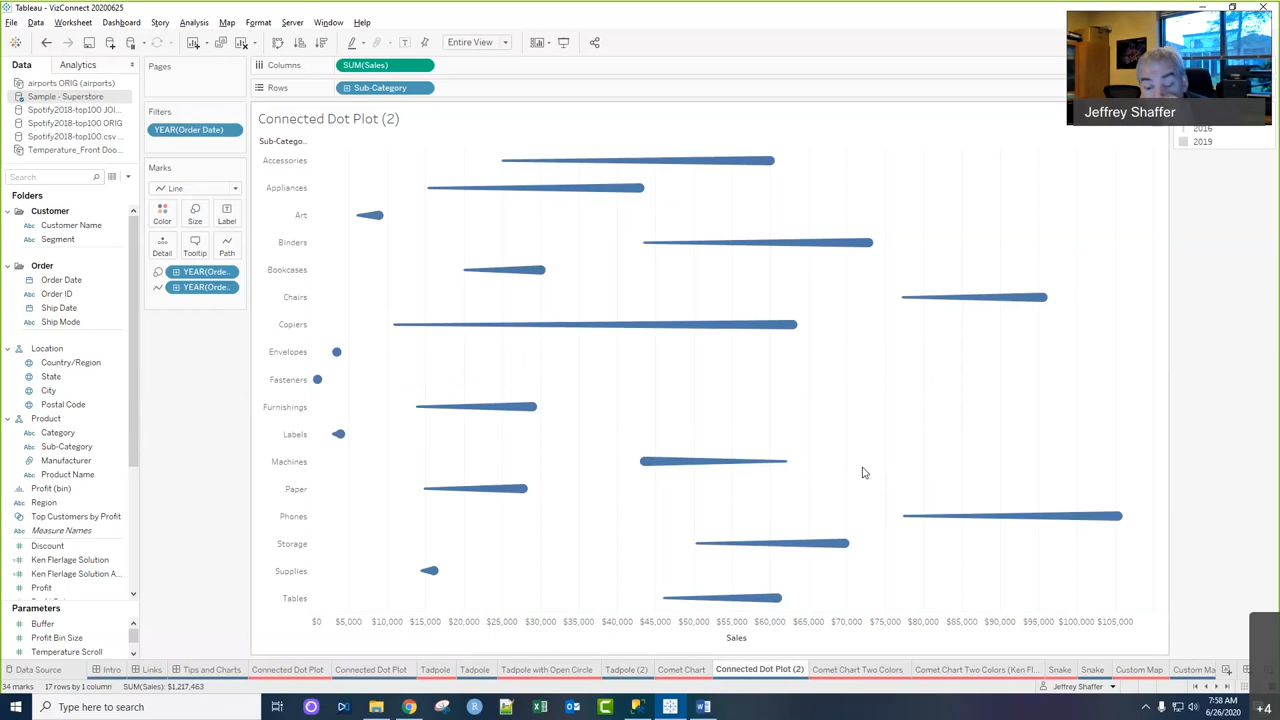 Tableau - VizConnect 20200625
File Data Worksheet Dashboard Story Analysis Map Format Server Window Help
Entire View
Data Analytics
airports ORIG (airports)
Sample - Superstore
Spotify2018-top100 JOI...
Spotify2018-top100 ORIG
Spotify2018-top100.csv ...
Temperature_Front Doo...
Search
Folders
Customer
Abc Customer Name
Abc Segment
Order
Order Date
Abc Order ID
Ship Date
Abc Ship Mode
Location
Country/Region
State
City
Postal Code
Product
Abc Category
Abc Sub-Category
Manufacturer
Abc Product Name
Profit (bin)
Abc Region
Top Customers by Profit
Abc Measure Names
# Discount
Ken Flerlage Solution
Ken Flerlage Solution A...
# Profit
Parameters
# Buffer
# Profit Bin Size
# Temperature Scroll
Pages
Filters
YEAR(Order Date)
Marks
Line
Color Size Label
Detail Tooltip Path
YEAR(Orde..
YEAR(Orde..
Columns SUM(Sales)
Rows Sub-Category
Connected Dot Plot (2)
Sub-Catego..
Accessories
Appliances
Art
Binders
Bookcases
Chairs
Copiers
Envelopes
Fasteners
Furnishings
Labels
Machines
Paper
Phones
Storage
Supplies
Tables
$0 $5,000 $10,000 $15,000 $20,000 $25,000 $30,000 $35,000 $40,000 $45,000 $50,000 $55,000 $60,000 $65,000 $70,000 $75,000 $80,000 $85,000 $90,000 $95,000 $100,000 $105,000
Sales
Jeffrey Shaffer
2016
2019
Data Source Intro Links Tips and Charts Connected Dot Plot Connected Dot Plot Tadpole Tadpole Tadpole with Open Circle Tadpole (2) Comet Chart Connected Dot Plot (2) Comet Chart Two Colors Comet Chart Two Colors (Ken Fl... Snake Snake Custom Map Custom Ma
34 marks 17 rows by 1 column SUM(Sales): $1,217,463 Jeffrey Shaffer
Type here to search
7:58 AM
6/26/2020
+4